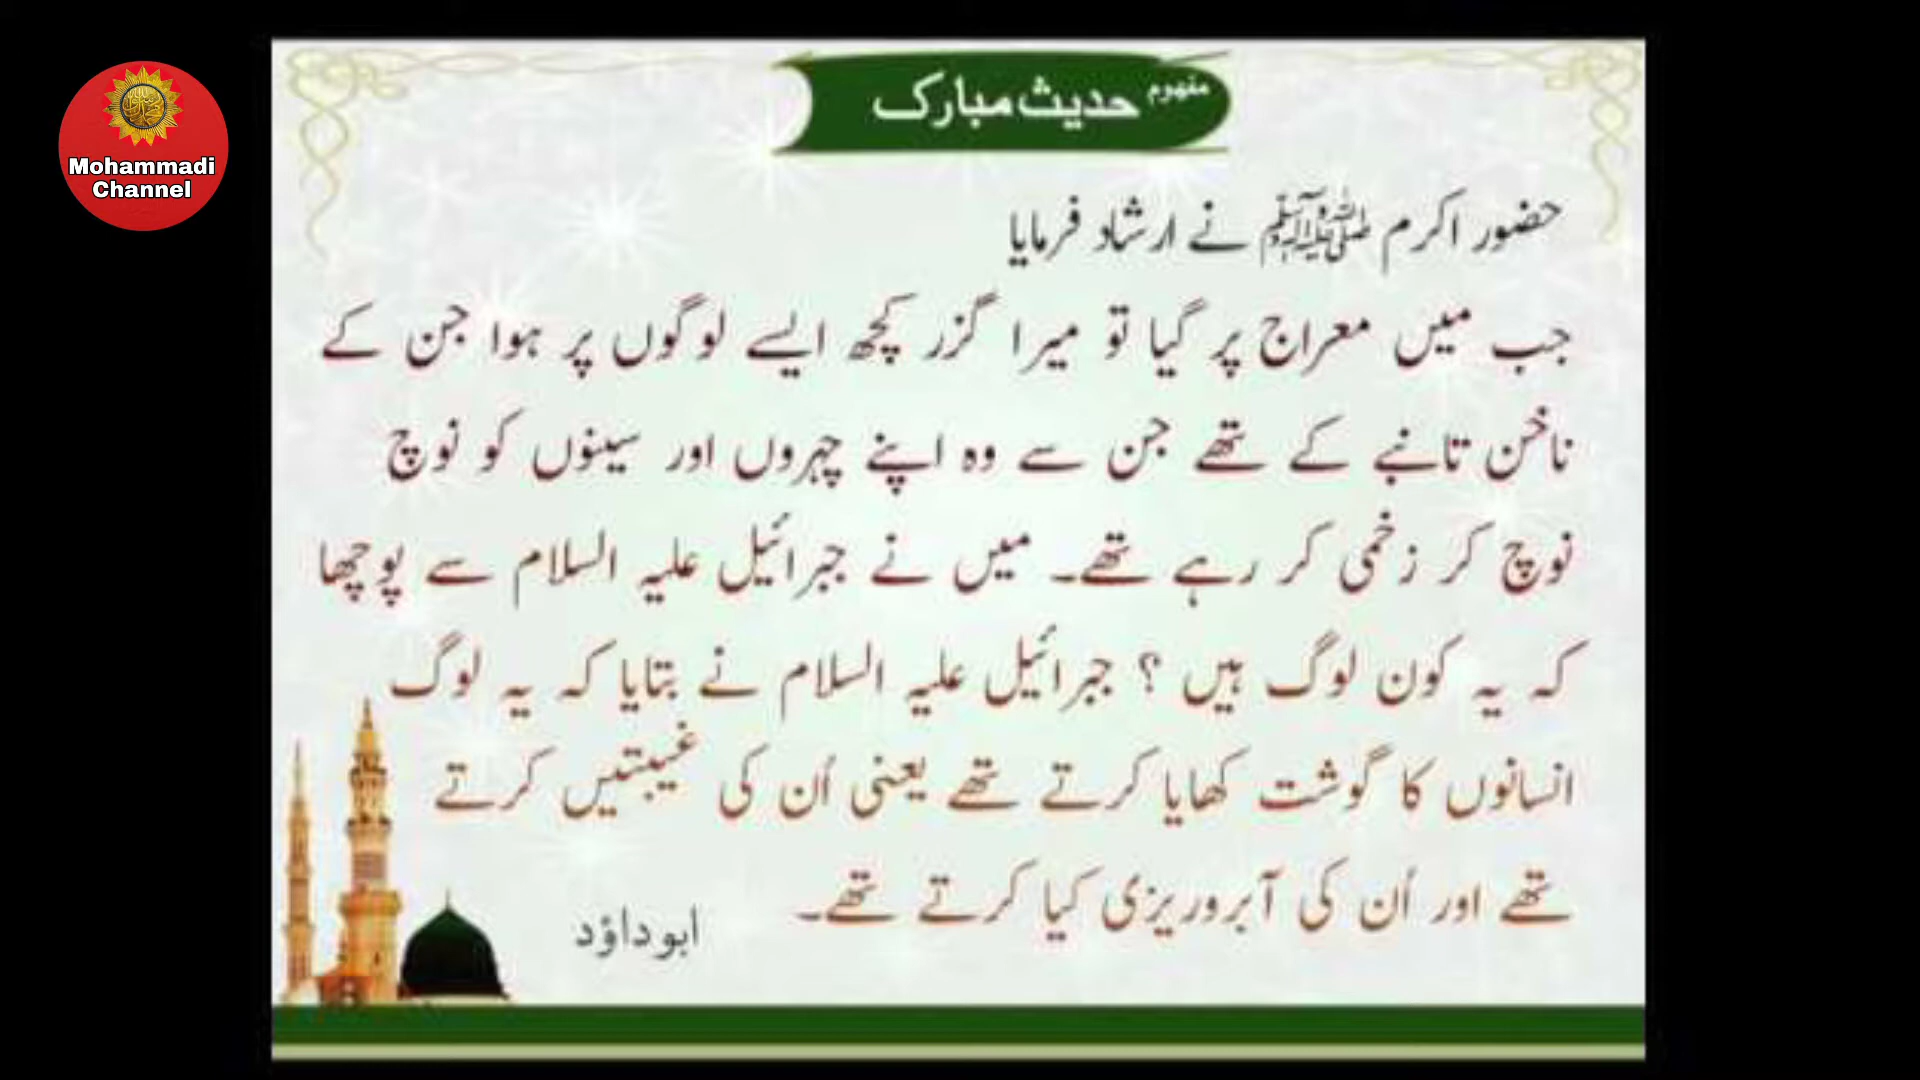 Mohammadi
Channel
مفهوم حدیث مبارک
حضور اکرم ﷺ نے ارشاد فرمایا
جب میں معراج پر گیا تو میرا گزر کچھ ایسے لوگوں پر ہوا جن کے
ناخن تانبے کے تھے جن سے وہ اپنے چہروں اور سینوں کو نوچ
نوچ کر زخمی کر رہے تھے۔ میں نے جبرائیل علیہ السلام سے پوچھا
کہ یہ کون لوگ ہیں ؟ جبرائیل علیہ السلام نے بتایا کہ یہ لوگ
انسانوں کا گوشت کھایا کرتے تھے یعنی اُن کی غیبتیں کرتے
تھے اور اُن کی آبروریزی کیا کرتے تھے۔
ابوداؤد